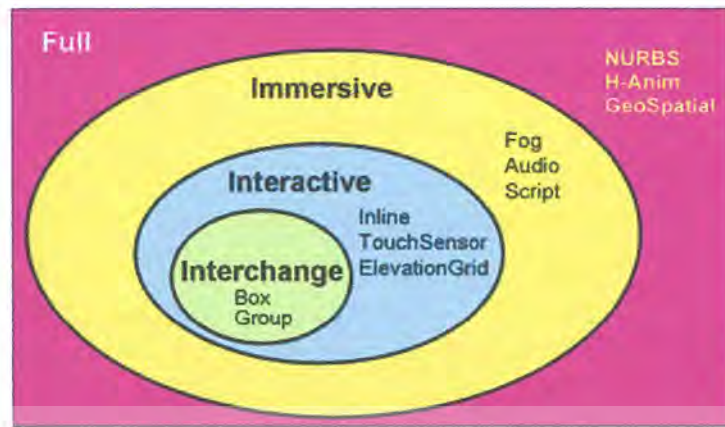 Full
NURBS
H-Anim
GeoSpatial
Immersive
Fog
Audio
Script
Interactive
Inline
TouchSensor
ElevationGrid
Interchange
Box
Group